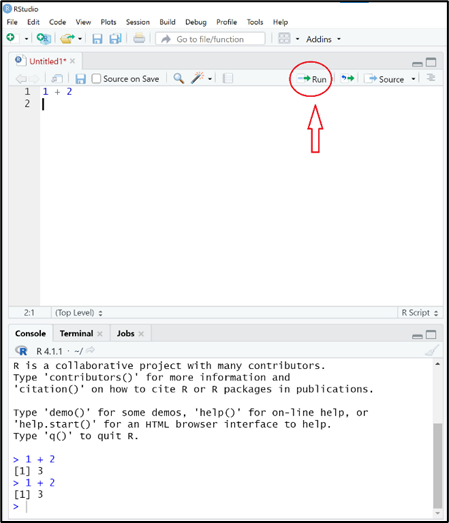 RStudio
File Edit Code View Plots Session Build Debug Profile Tools Help
Go to file/function Addins
Untitled1*
Source on Save Run Source
1 1 + 2
2
2:1 (Top Level) R Script
Console Terminal Jobs
R 4.1.1 · ~/
R is a collaborative project with many contributors.
Type 'contributors()' for more information and
'citation()' on how to cite R or R packages in publications.
Type 'demo()' for some demos, 'help()' for on-line help, or
'help.start()' for an HTML browser interface to help.
Type 'q()' to quit R.
> 1 + 2
[1] 3
> 1 + 2
[1] 3
>